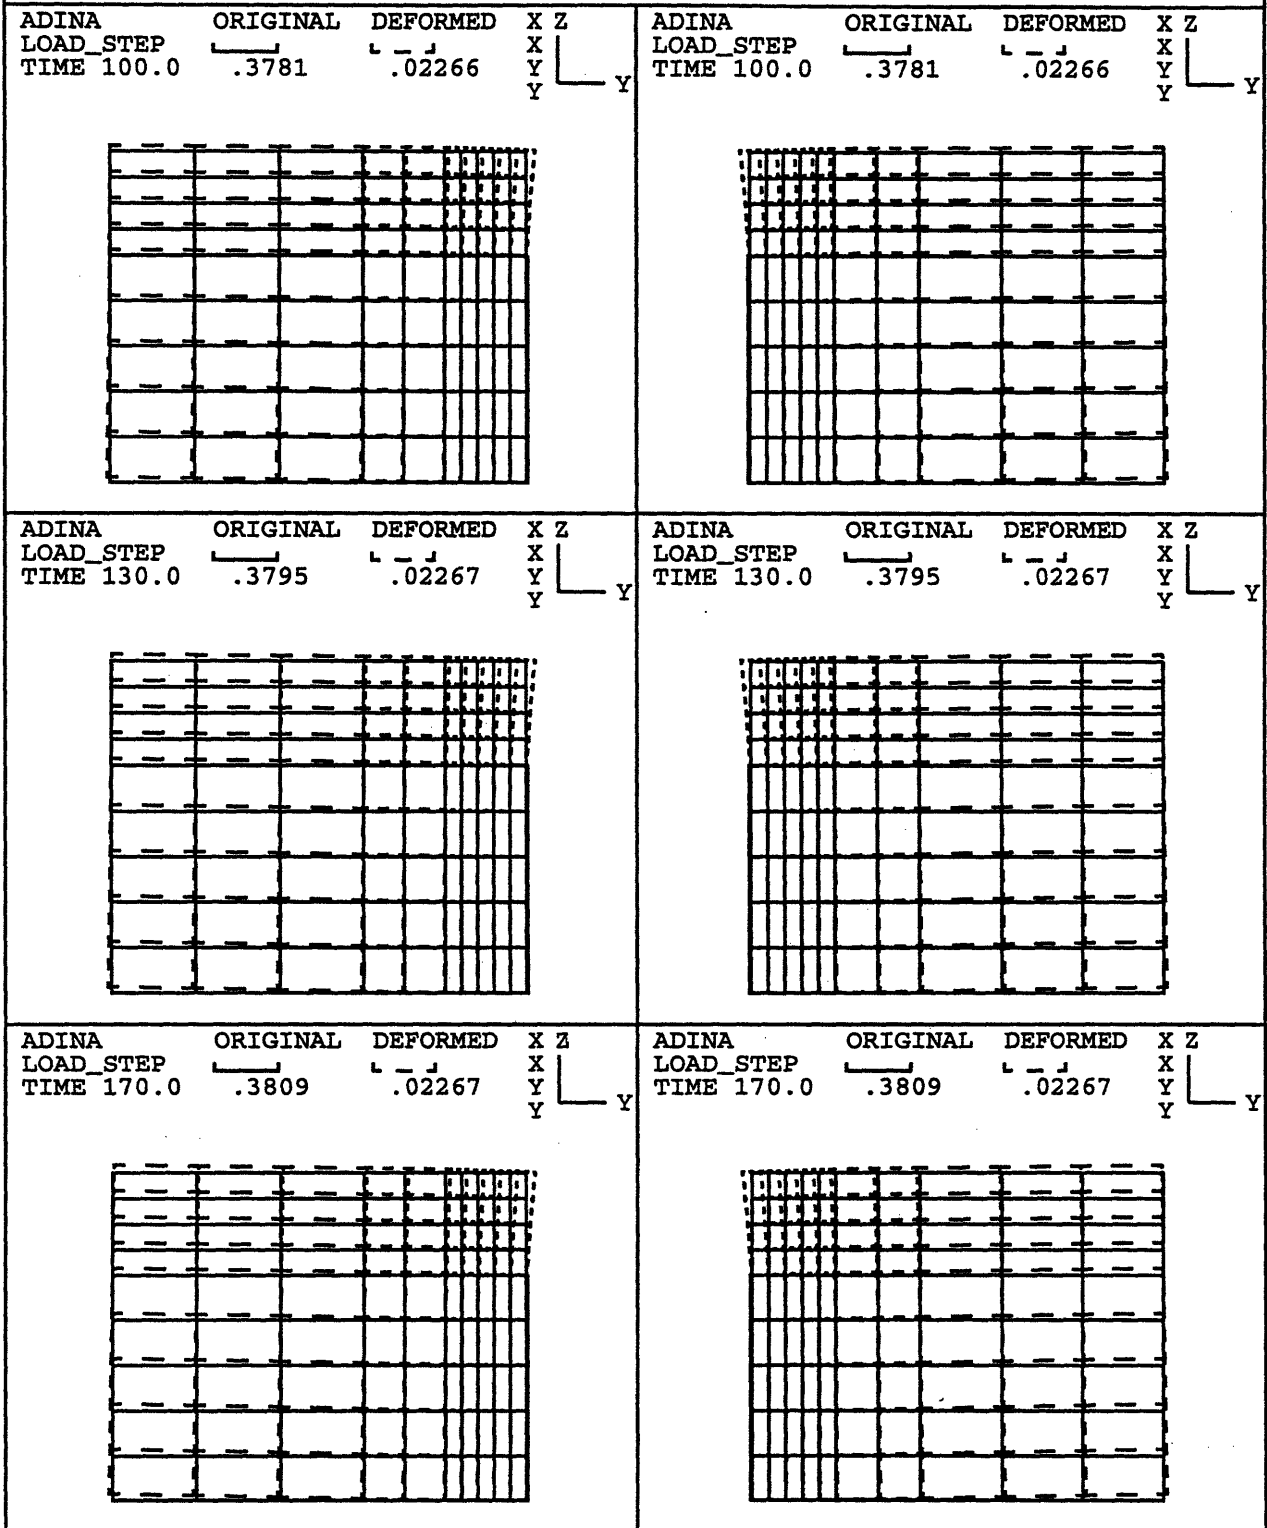 ADINA ORIGINAL DEFORMED X Z
LOAD_STEP X
TIME 100.0 .3781 .02266 Y Y
Y
ADINA ORIGINAL DEFORMED X Z
LOAD_STEP X
TIME 100.0 .3781 .02266 Y Y
Y
ADINA ORIGINAL DEFORMED X Z
LOAD_STEP X
TIME 130.0 .3795 .02267 Y Y
Y
ADINA ORIGINAL DEFORMED X Z
LOAD_STEP X
TIME 130.0 .3795 .02267 Y Y
Y
ADINA ORIGINAL DEFORMED X Z
LOAD_STEP X
TIME 170.0 .3809 .02267 Y Y
Y
ADINA ORIGINAL DEFORMED X Z
LOAD_STEP X
TIME 170.0 .3809 .02267 Y Y
Y